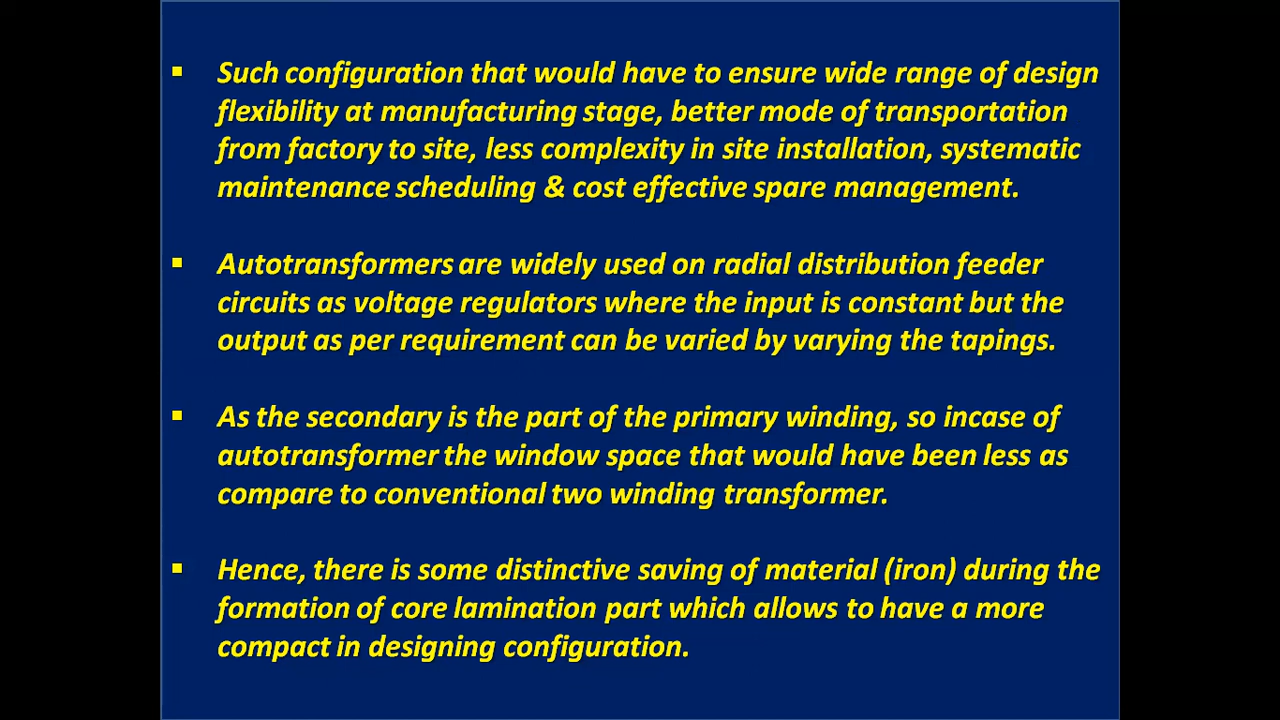 ▪ Such configuration that would have to ensure wide range of design
flexibility at manufacturing stage, better mode of transportation
from factory to site, less complexity in site installation, systematic
maintenance scheduling & cost effective spare management.
▪ Autotransformers are widely used on radial distribution feeder
circuits as voltage regulators where the input is constant but the
output as per requirement can be varied by varying the tapings.
▪ As the secondary is the part of the primary winding, so incase of
autotransformer the window space that would have been less as
compare to conventional two winding transformer.
▪ Hence, there is some distinctive saving of material (iron) during the
formation of core lamination part which allows to have a more
compact in designing configuration.